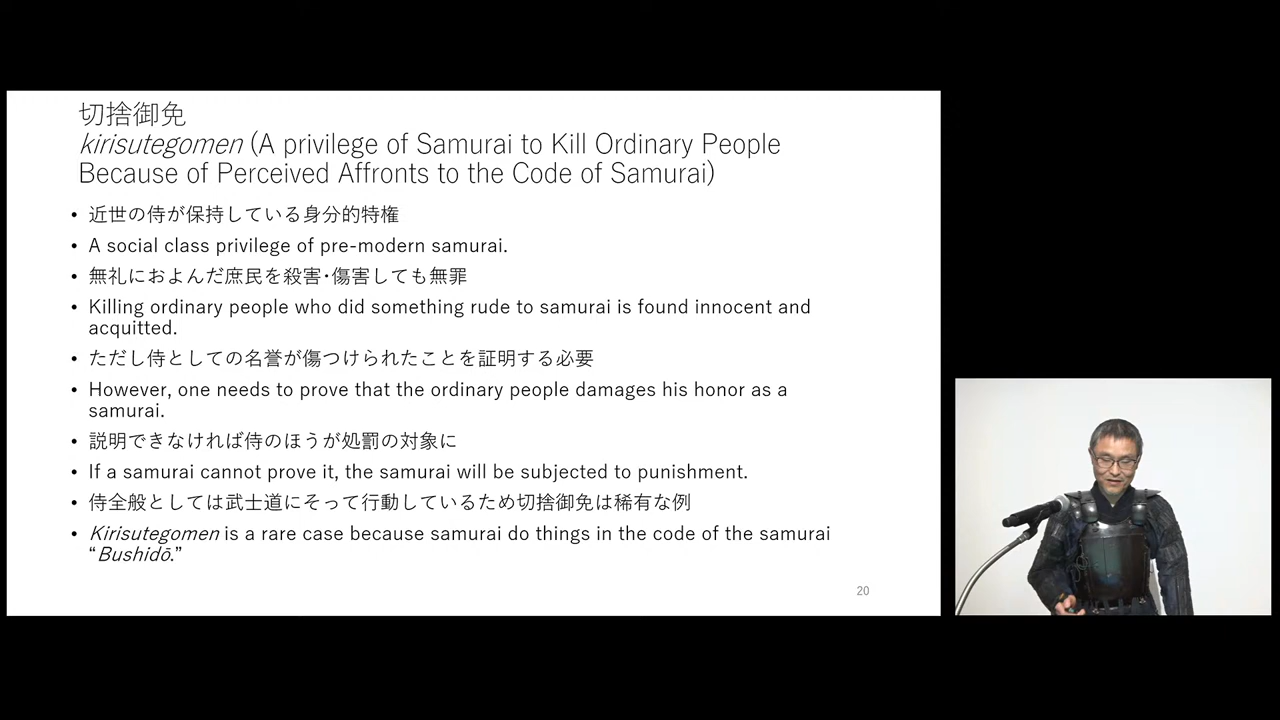 切捨御免
kirisutegomen (A privilege of Samurai to Kill Ordinary People
Because of Perceived Affronts to the Code of Samurai)
• 近世の侍が保持している身分的特権
• A social class privilege of pre-modern samurai.
• 無礼におよんだ庶民を殺害・傷害しても無罪
• Killing ordinary people who did something rude to samurai is found innocent and
acquitted.
• ただし侍としての名誉が傷つけられたことを証明する必要
• However, one needs to prove that the ordinary people damages his honor as a
samurai.
• 説明できなければ侍のほうが処罰の対象に
• If a samurai cannot prove it, the samurai will be subjected to punishment.
• 侍全般としては武士道にそって行動しているため切捨御免は稀有な例
• Kirisutegomen is a rare case because samurai do things in the code of the samurai
“Bushidō.”
20